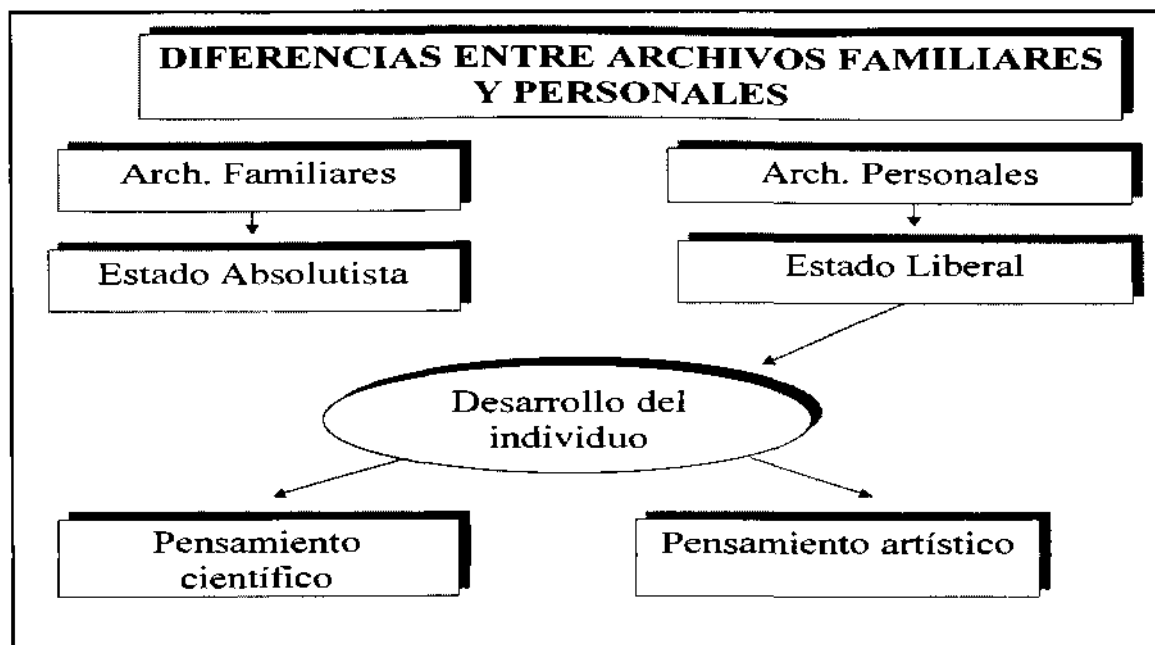 DIFERENCIAS ENTRE ARCHIVOS FAMILIARES
Y PERSONALES
Arch. Familiares
Arch. Personales
Estado Absolutista
Estado Liberal
Desarrollo del
individuo
Pensamiento
científico
Pensamiento artístico